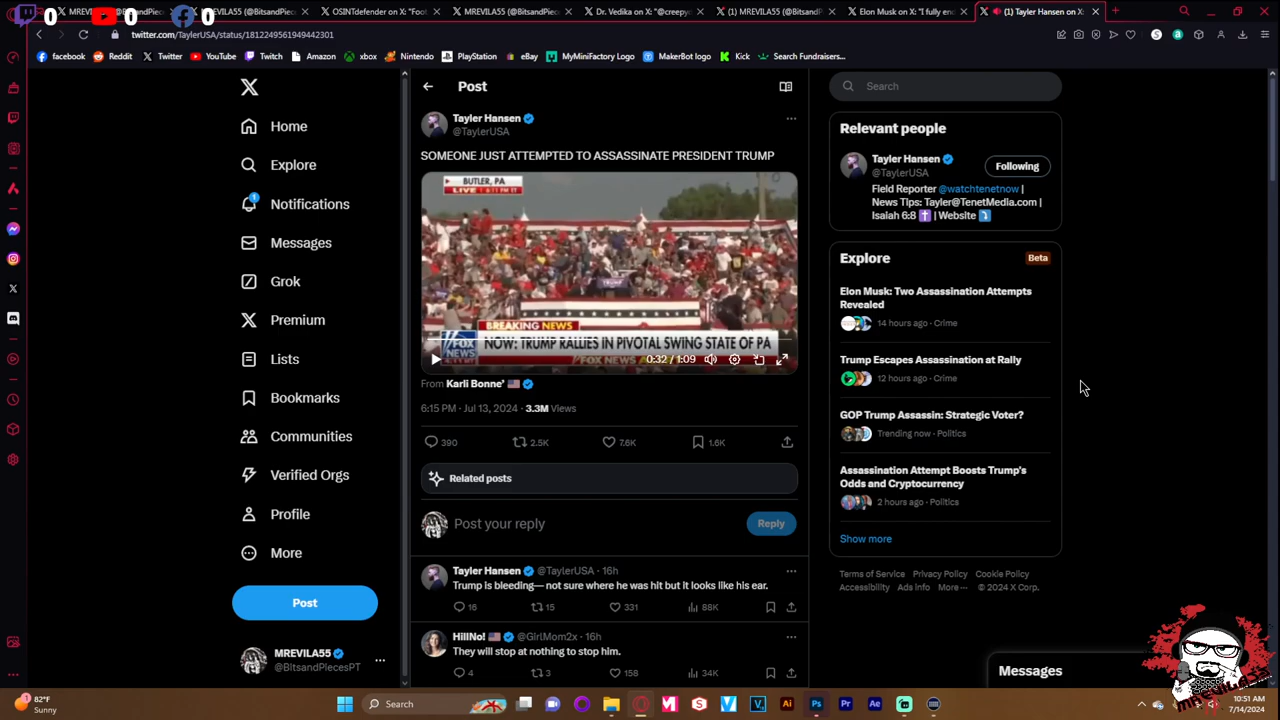 0 0 0
MREVILA (@BitsandPiece
OSINTdefender on X: "Foot
MREVILA55 (@BitsandPie
Dr. Vedika on X: "@creepy
(1) MREVILA55 (@BitsandP
Elon Musk on X: "I fully en
(1) Tayler Hansen on X
twitter.com/TaylerUSA/status/1812249561949442301
facebook Reddit Twitter YouTube Twitch Amazon xbox Nintendo PlayStation eBay MyMiniFactory Logo MakerBot logo Kick Search Fundraisers...
X
Home
Explore
1
Notifications
Messages
Grok
Premium
Lists
Bookmarks
Communities
Verified Orgs
Profile
More
Post
MREVILA55
@BItsandPIecesPT
Post
Tayler Hansen
@TaylerUSA
SOMEONE JUST ATTEMPTED TO ASSASSINATE PRESIDENT TRUMP
BUTLER, PA
LIVE 6:11 PM ET
TRUMP
BREAKING NEWS
FOX NEWS
NOW: TRUMP RALLIES IN PIVOTAL SWING STATE OF PA
0:32 / 1:09
From Karli Bonne'
6:15 PM · Jul 13, 2024 · 3.3M Views
390 2.5K 7.6K 1.6K
Related posts
Post your reply
Reply
Tayler Hansen @TaylerUSA · 16h
Trump is bleeding— not sure where he was hit but it looks like his ear.
16 15 331 88K
HillNo! @GirlMom2x · 16h
They will stop at nothing to stop him.
4 3 158 34K
Search
Relevant people
Tayler Hansen
@TaylerUSA
Following
Field Reporter @watchtenetnow |
News Tips: Tayler@TenetMedia.com |
Isaiah 6:8 | Website
Explore
Beta
Elon Musk: Two Assassination Attempts
Revealed
14 hours ago · Crime
Trump Escapes Assassination at Rally
12 hours ago · Crime
GOP Trump Assassin: Strategic Voter?
Trending now · Politics
Assassination Attempt Boosts Trump's
Odds and Cryptocurrency
2 hours ago · Politics
Show more
Terms of Service Privacy Policy Cookie Policy
Accessibility Ads info More ··· © 2024 X Corp.
Messages
82°F
Sunny
Search
10:51 AM
7/14/2024